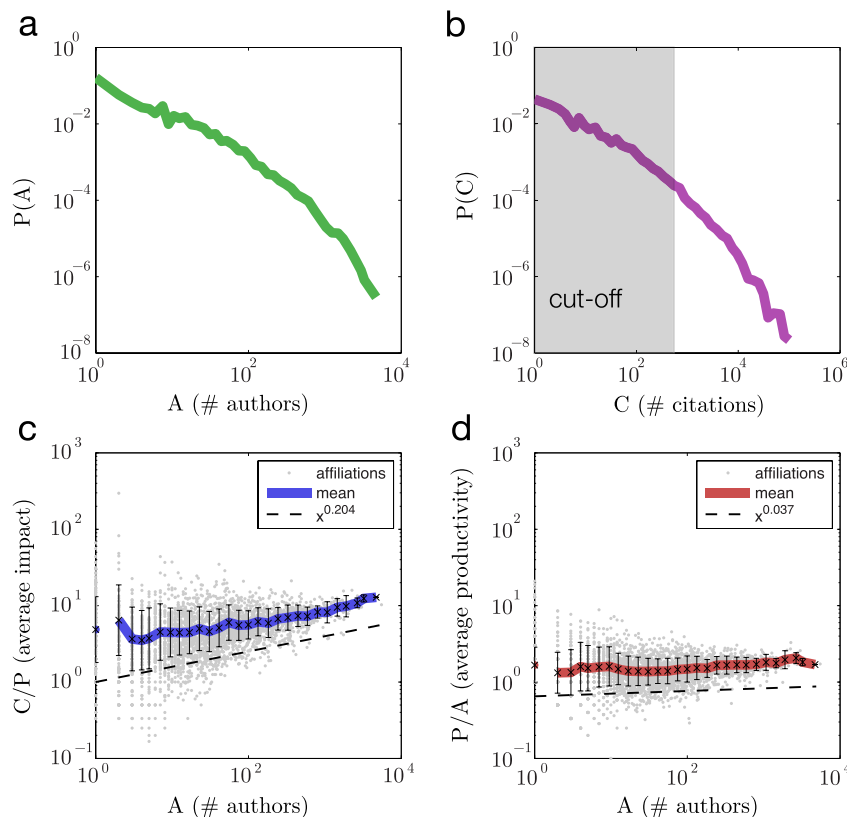 a
10^0
10^-2
10^-4
10^-6
10^-8
P(A)
10^0 10^2 10^4
A (# authors)
b
10^0
10^-2
10^-4
10^-6
10^-8
P(C)
cut-off
10^0 10^2 10^4 10^6
C (# citations)
c
10^3
10^2
10^1
10^0
10^-1
C/P (average impact)
affiliations
mean
x^0.204
10^0 10^2 10^4
A (# authors)
d
10^3
10^2
10^1
10^0
10^-1
P/A (average productivity)
affiliations
mean
x^0.037
10^0 10^2 10^4
A (# authors)